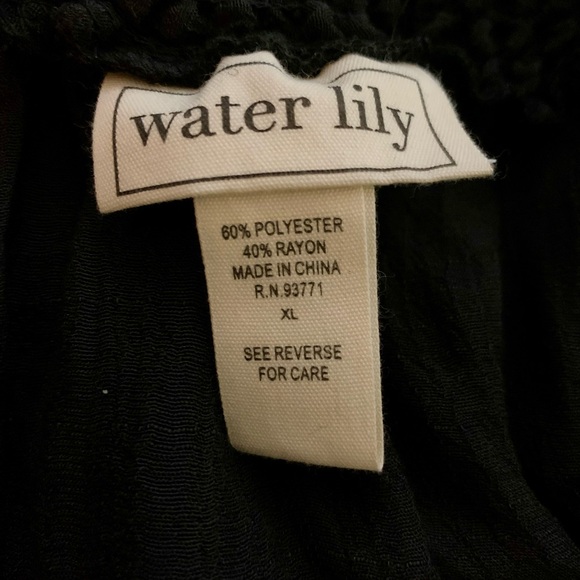 water lily
60% POLYESTER
40% RAYON
MADE IN CHINA
R.N.93771
XL
SEE REVERSE
FOR CARE